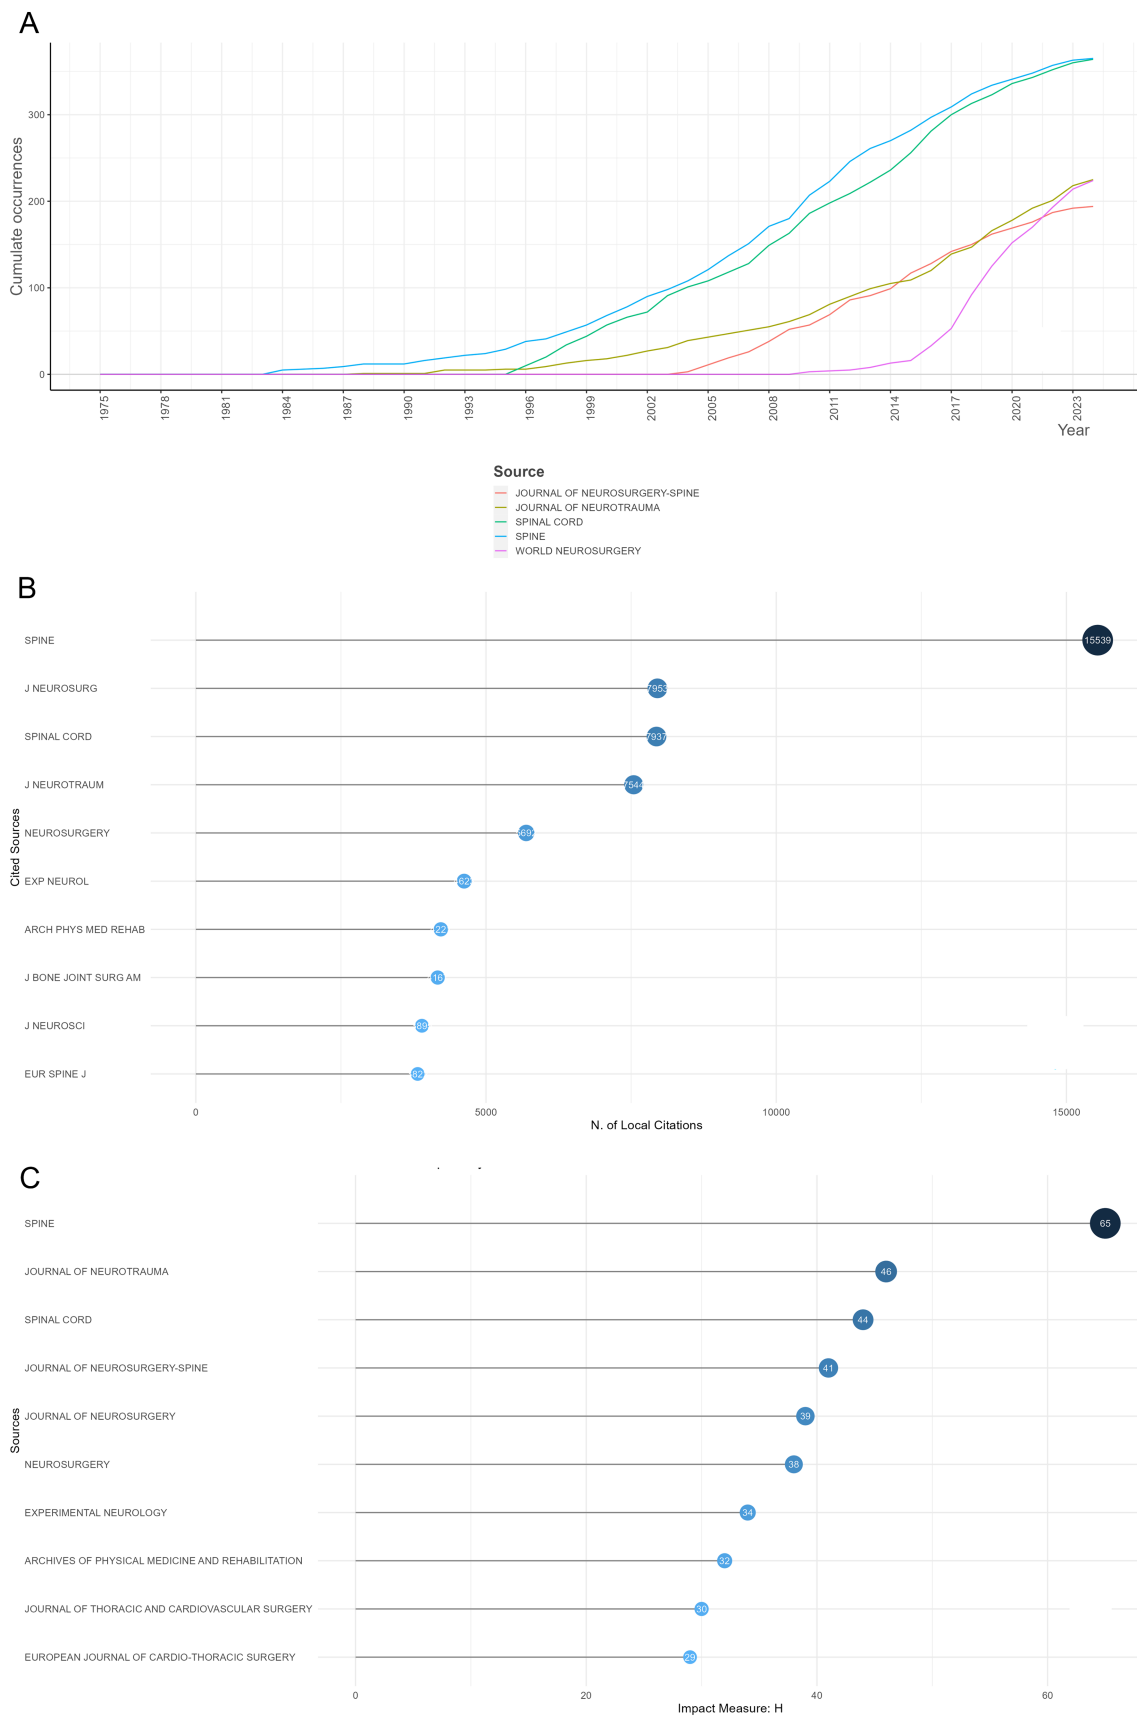 A
Cumulate occurrences
300
200
100
0
1975
1978
1981
1984
1987
1990
1993
1996
1999
2002
2005
2008
2011
2014
2017
2020
2023
Year
Source
JOURNAL OF NEUROSURGERY-SPINE
JOURNAL OF NEUROTRAUMA
SPINAL CORD
SPINE
WORLD NEUROSURGERY
B
Cited Sources
SPINE
15539
J NEUROSURG
7953
SPINAL CORD
7937
J NEUROTRAUM
7544
NEUROSURGERY
EXP NEUROL
ARCH PHYS MED REHAB
J BONE JOINT SURG AM
J NEUROSCI
EUR SPINE J
0
5000
10000
15000
N. of Local Citations
C
Sources
SPINE
65
JOURNAL OF NEUROTRAUMA
46
SPINAL CORD
44
JOURNAL OF NEUROSURGERY-SPINE
41
JOURNAL OF NEUROSURGERY
39
NEUROSURGERY
38
EXPERIMENTAL NEUROLOGY
34
ARCHIVES OF PHYSICAL MEDICINE AND REHABILITATION
32
JOURNAL OF THORACIC AND CARDIOVASCULAR SURGERY
30
EUROPEAN JOURNAL OF CARDIO-THORACIC SURGERY
29
0
20
40
60
Impact Measure: H